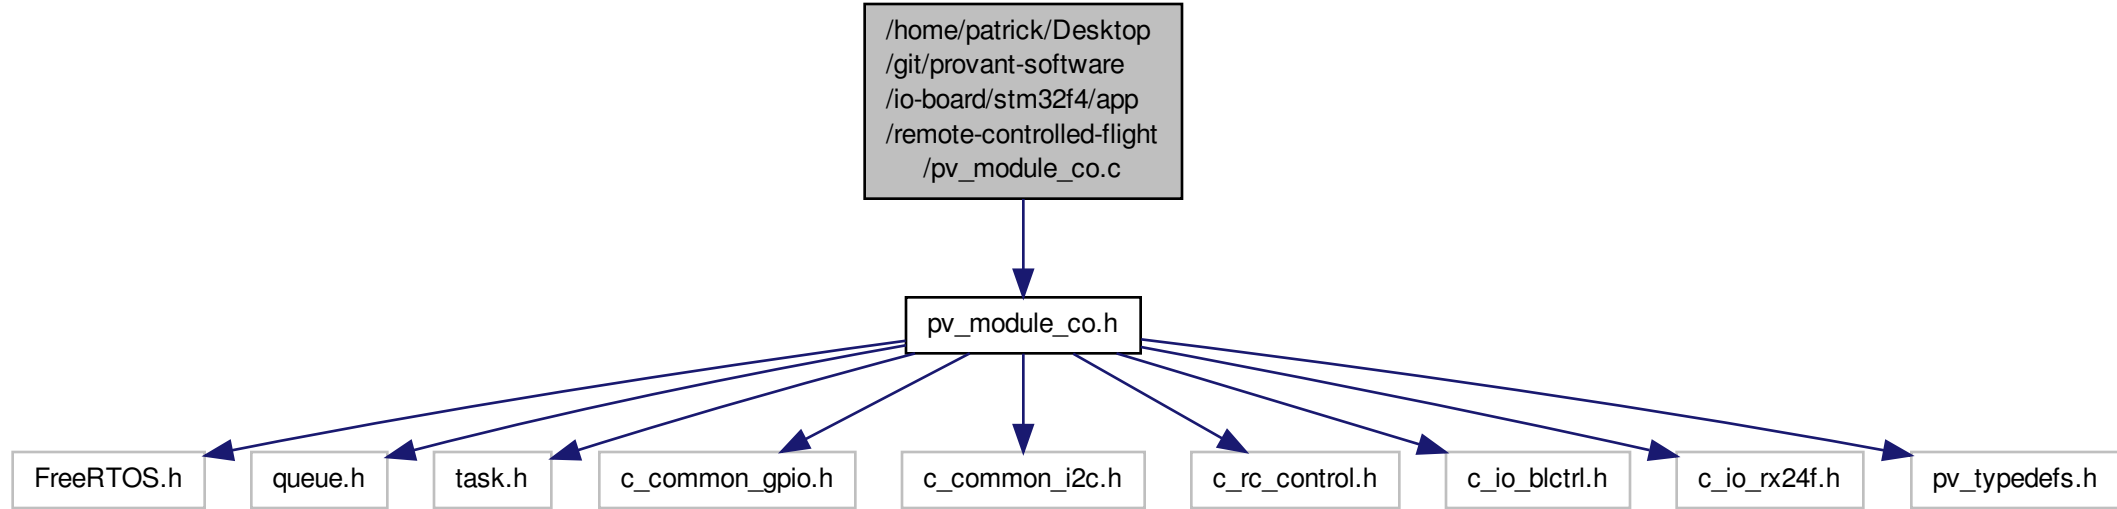 /home/patrick/Desktop
/git/provant-software
/io-board/stm32f4/app
/remote-controlled-flight
/pv_module_co.c
pv_module_co.h
FreeRTOS.h
queue.h
task.h
c_common_gpio.h
c_common_i2c.h
c_rc_control.h
c_io_blctrl.h
c_io_rx24f.h
pv_typedefs.h